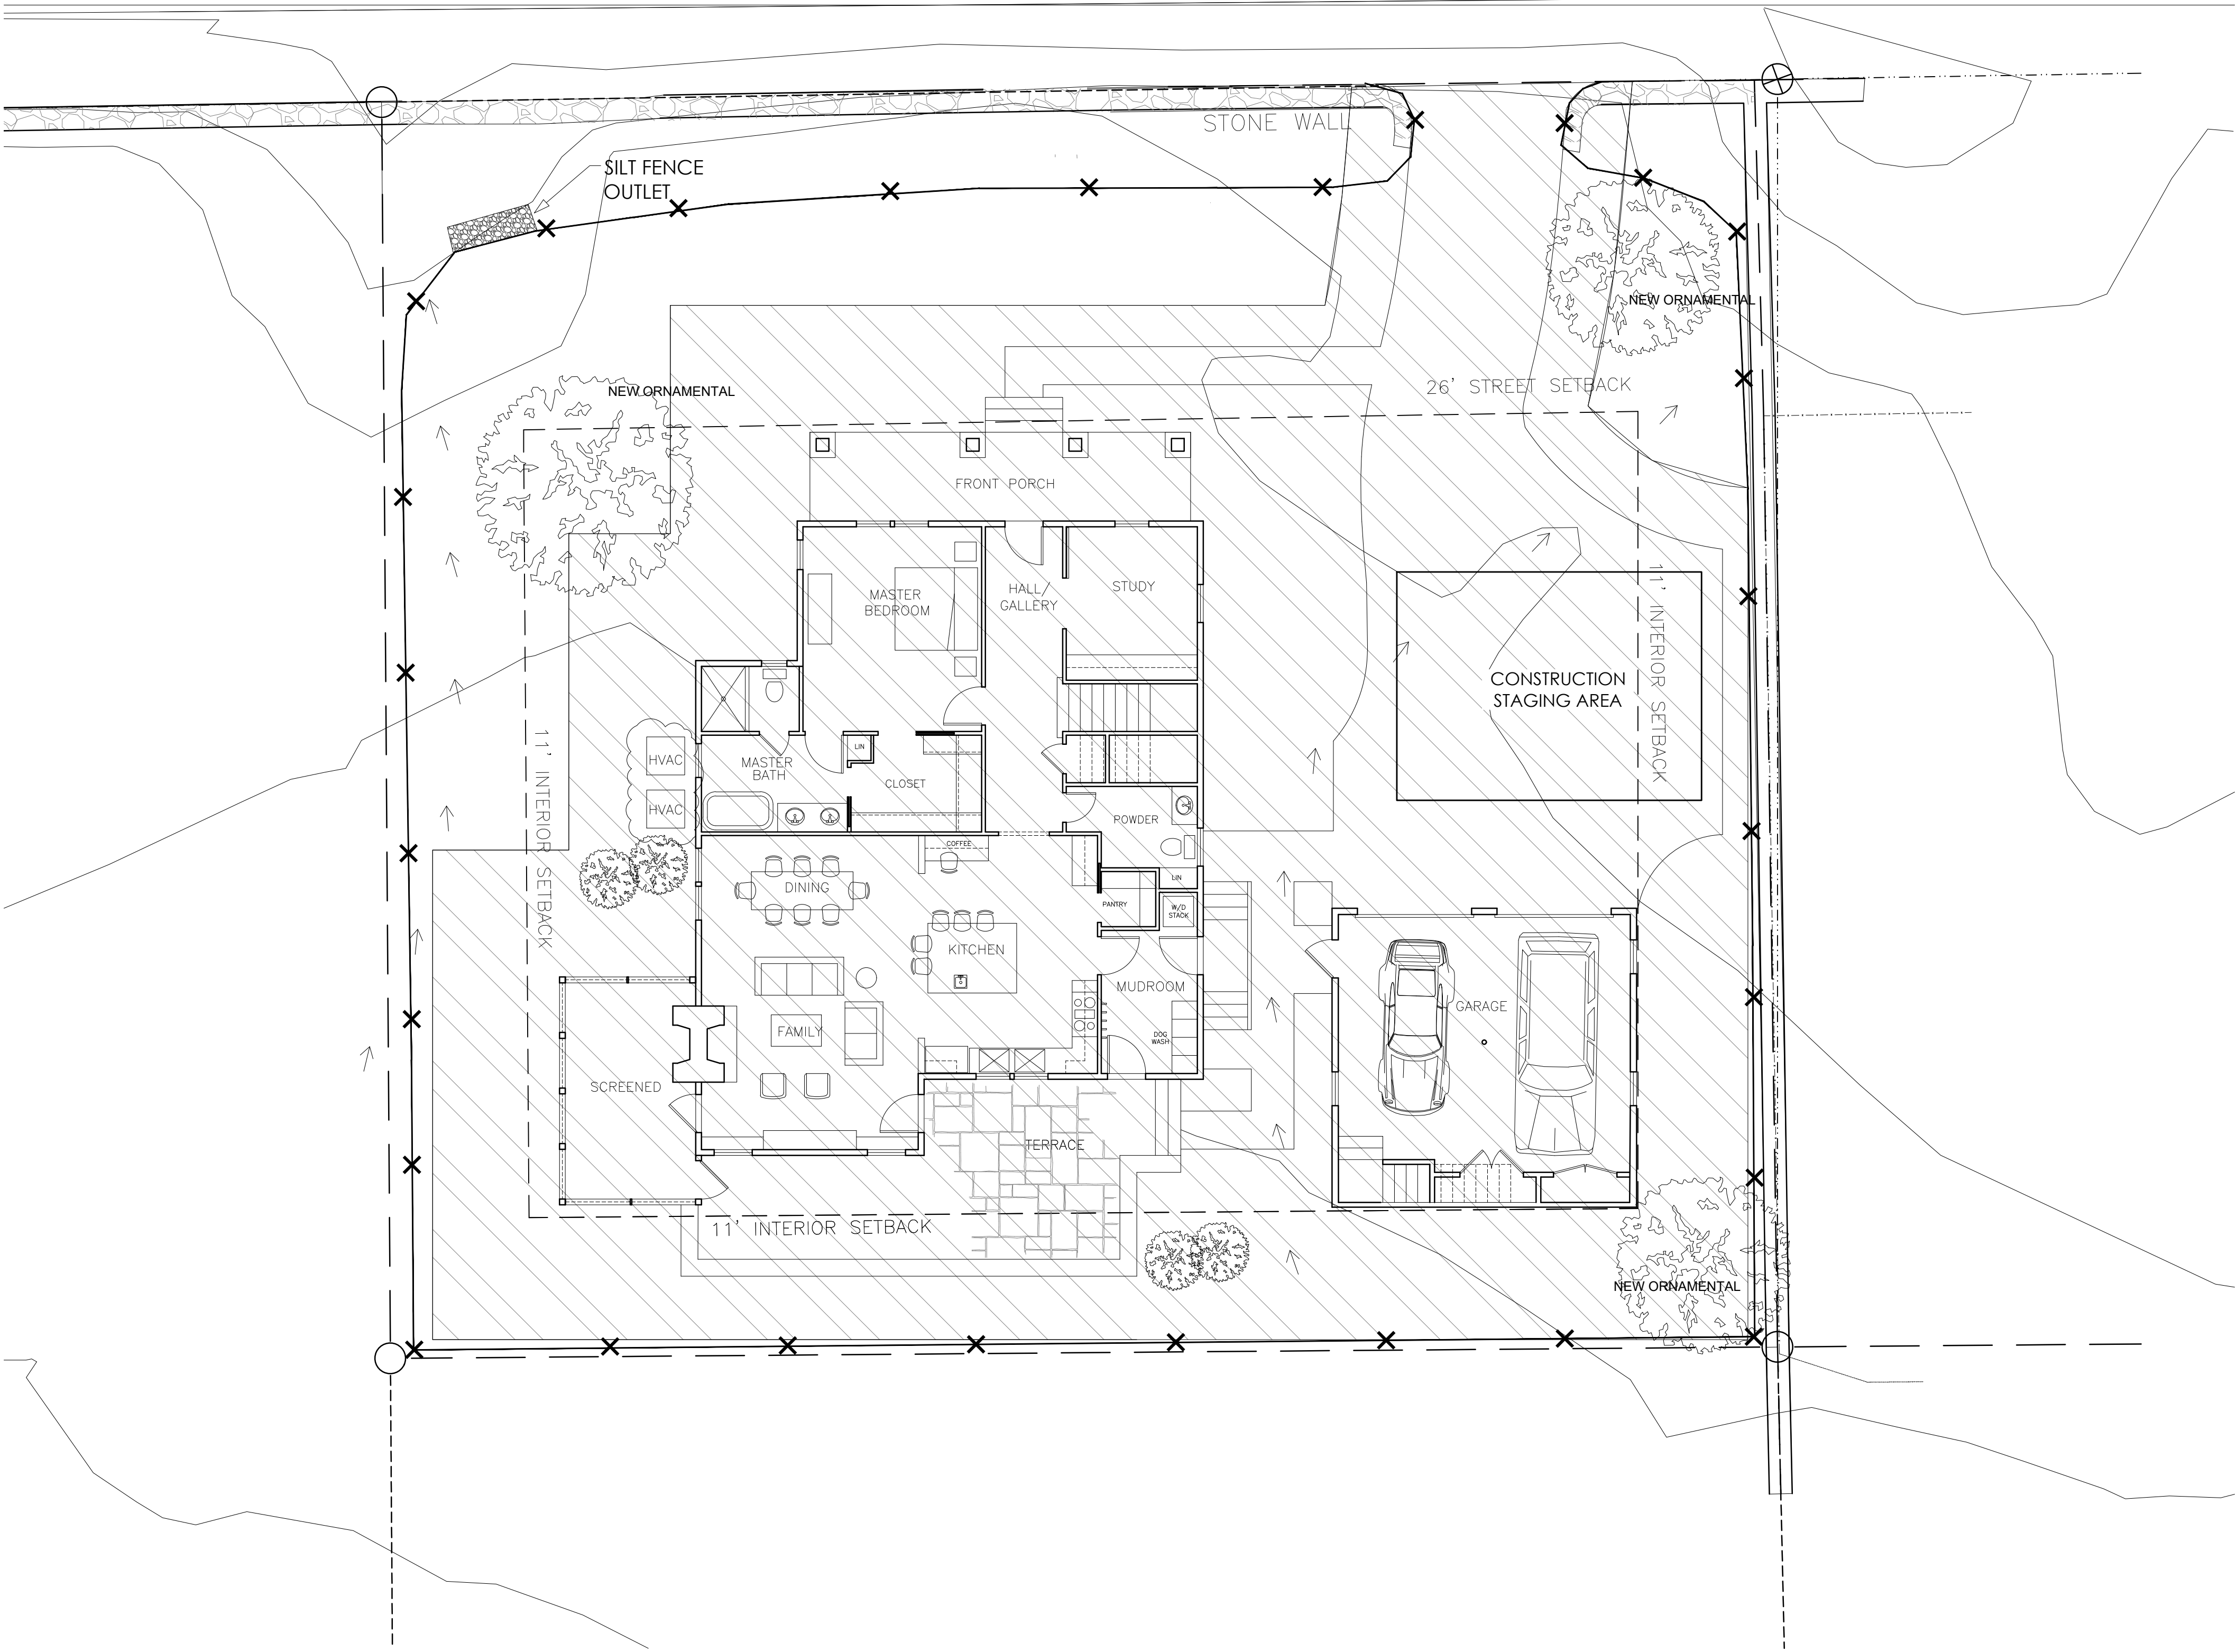 STONE WALL
SILT FENCE
OUTLET
NEW ORNAMENTAL
26' STREET SETBACK
NEW ORNAMENTAL
FRONT PORCH
MASTER
BEDROOM
HALL/
GALLERY
STUDY
11' INTERIOR SETBACK
CONSTRUCTION
STAGING AREA
11' INTERIOR SETBACK
HVAC
HVAC
MASTER
BATH
LIN
CLOSET
POWDER
COFFEE
DINING
LIN
PANTRY
W/D
STACK
KITCHEN
MUDROOM
GARAGE
FAMILY
DOG
WASH
SCREENED
TERRACE
11' INTERIOR SETBACK
NEW ORNAMENTAL